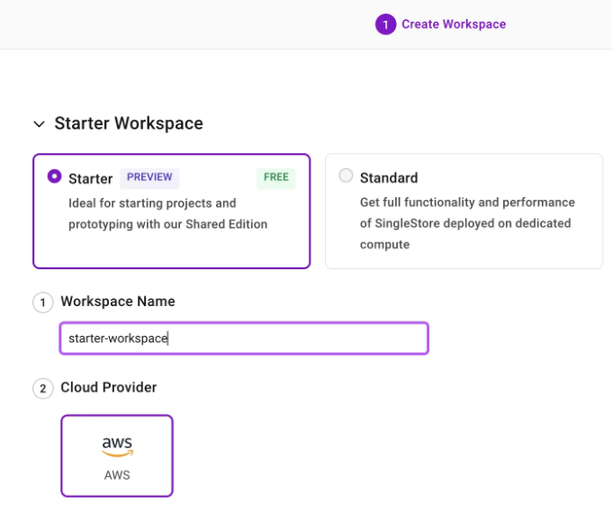 1 Create Workspace
Starter Workspace
Starter PREVIEW FREE
Ideal for starting projects and
prototyping with our Shared Edition
Standard
Get full functionality and performance
of SingleStore deployed on dedicated
compute
1 Workspace Name
starter-workspace
2 Cloud Provider
aws
AWS